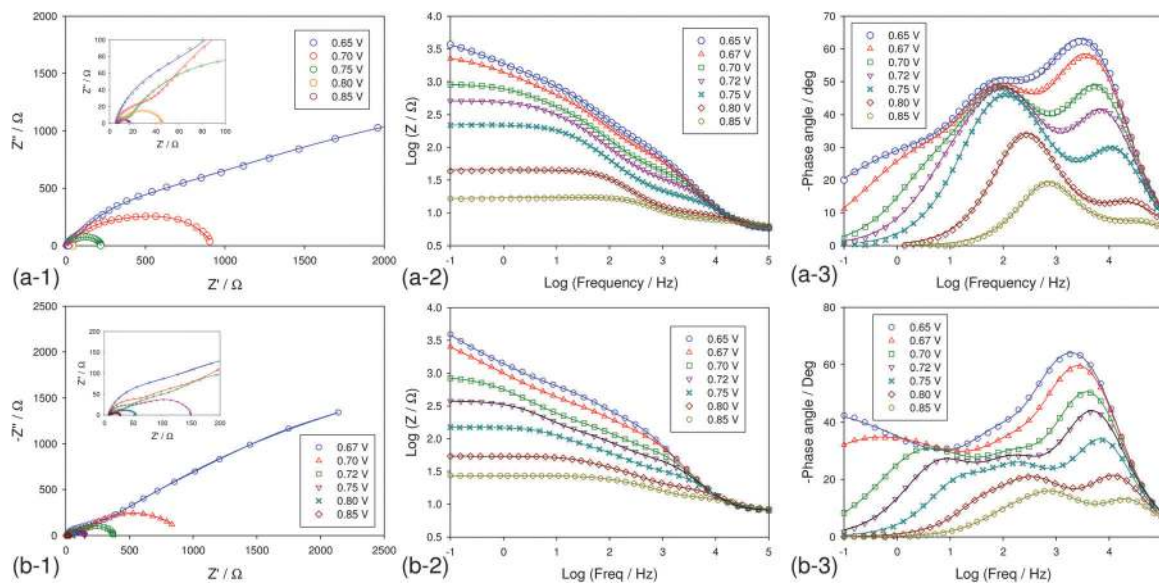 2000
1500
1000
500
0
Z'' / Ω
100
80
60
40
20
0
Z'' / Ω
0 20 40 60 80 100
Z' / Ω
0.65 V
0.70 V
0.75 V
0.80 V
0.85 V
0 500 1000 1500 2000
Z' / Ω
(a-1)
4.0
3.5
3.0
2.5
2.0
1.5
1.0
0.5
Log (Z / Ω)
0.65 V
0.67 V
0.70 V
0.72 V
0.75 V
0.80 V
0.85 V
-1 0 1 2 3 4 5
Log (Frequency / Hz)
(a-2)
-70
60
50
40
30
20
10
0
-Phase angle / deg
0.65 V
0.67 V
0.70 V
0.72 V
0.75 V
0.80 V
0.85 V
-1 0 1 2 3 4 5
Log (Frequency / Hz)
(a-3)
2500
2000
1500
1000
500
0
-Z'' / Ω
200
150
100
50
0
Z'' / Ω
0 50 100 150 200
Z' / Ω
0.67 V
0.70 V
0.72 V
0.75 V
0.80 V
0.85 V
0 500 1000 1500 2000 2500
Z' / Ω
(b-1)
4.0
3.5
3.0
2.5
2.0
1.5
1.0
0.5
Log (Z / Ω)
0.65 V
0.67 V
0.70 V
0.72 V
0.75 V
0.80 V
0.85 V
-1 0 1 2 3 4 5
Log (Freq / Hz)
(b-2)
80
60
40
20
0
-Phase angle / Deg
0.65 V
0.67 V
0.70 V
0.72 V
0.75 V
0.80 V
0.85 V
-1 0 1 2 3 4 5
Log (Freq / Hz)
(b-3)